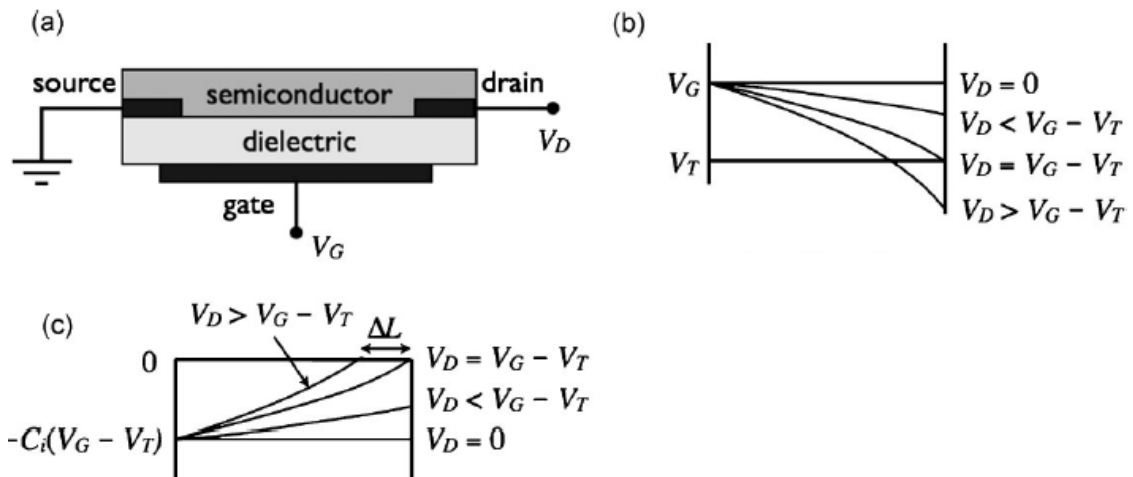 (a)
source
semiconductor
drain
dielectric
V_D
gate
V_G
(b)
V_G
V_D = 0
V_D < V_G − V_T
V_T
V_D = V_G − V_T
V_D > V_G − V_T
(c)
V_D > V_G − V_T
ΔL
0
V_D = V_G − V_T
V_D < V_G − V_T
-C_i(V_G − V_T)
V_D = 0